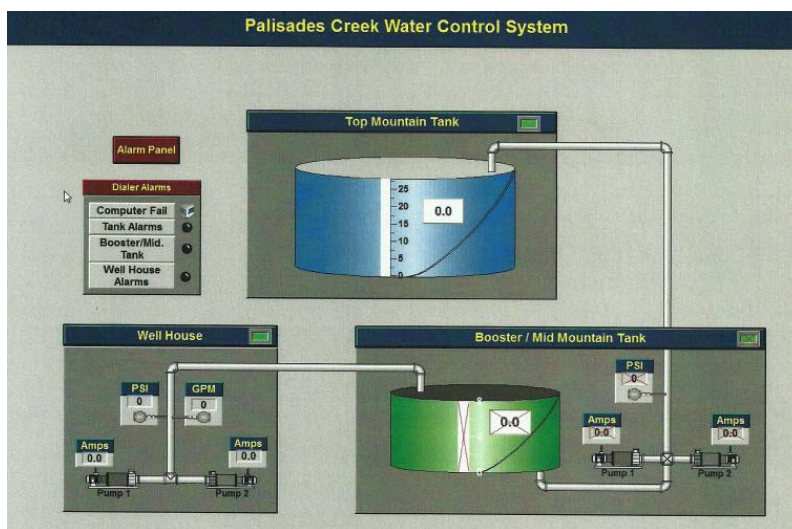 Palisades Creek Water Control System
Top Mountain Tank
Alarm Panel
Dialer Alarms
Computer Fail
Tank Alarms
Booster/Mid.
Tank
Well House
Alarms
25
20
15
10
5
0
0.0
Well House
PSI
0
GPM
0
Amps
0.0
Amps
0.0
Pump 1
Pump 2
Booster / Mid Mountain Tank
0.0
PSI
0
Amps
0.0
Amps
0.0
Pump 1
Pump 2